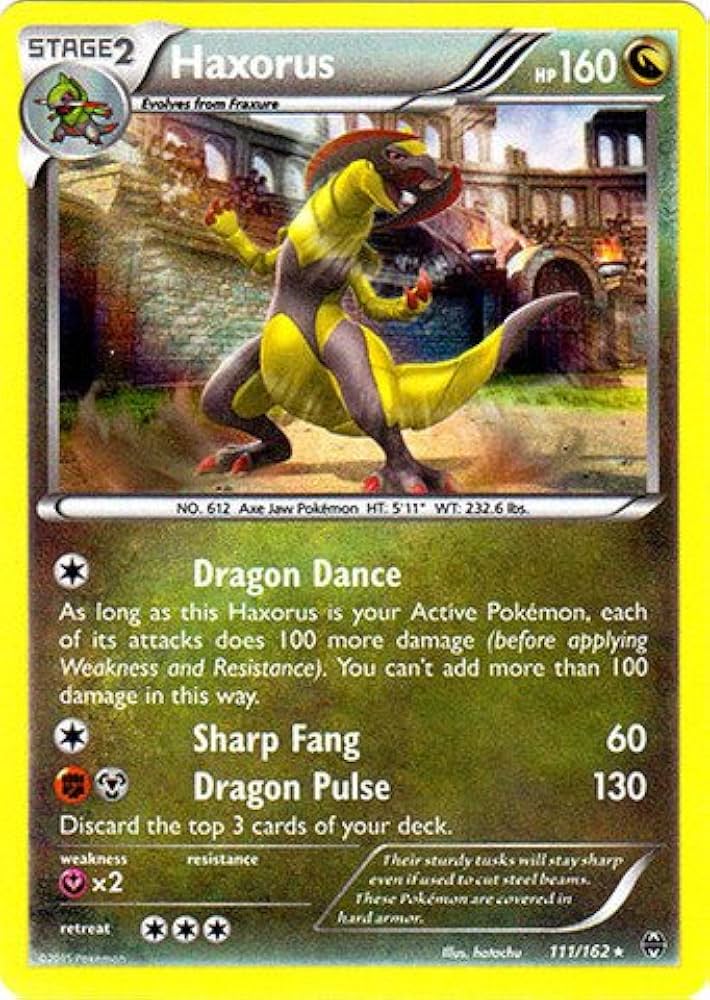 STAGE2
Haxorus
HP 160
Evolves from Fraxure
NO. 612 Axe Jaw Pokémon HT: 5'11" WT: 232.6 lbs.
Dragon Dance
As long as this Haxorus is your Active Pokémon, each
of its attacks does 100 more damage (before applying
Weakness and Resistance). You can't add more than 100
damage in this way.
Sharp Fang 60
Dragon Pulse 130
Discard the top 3 cards of your deck.
weakness resistance
×2
Their sturdy tusks will stay sharp
even if used to cut steel beams.
These Pokémon are covered in
hard armor.
retreat
©2015 Pokémon
Illus. hatachu
111/162 ★